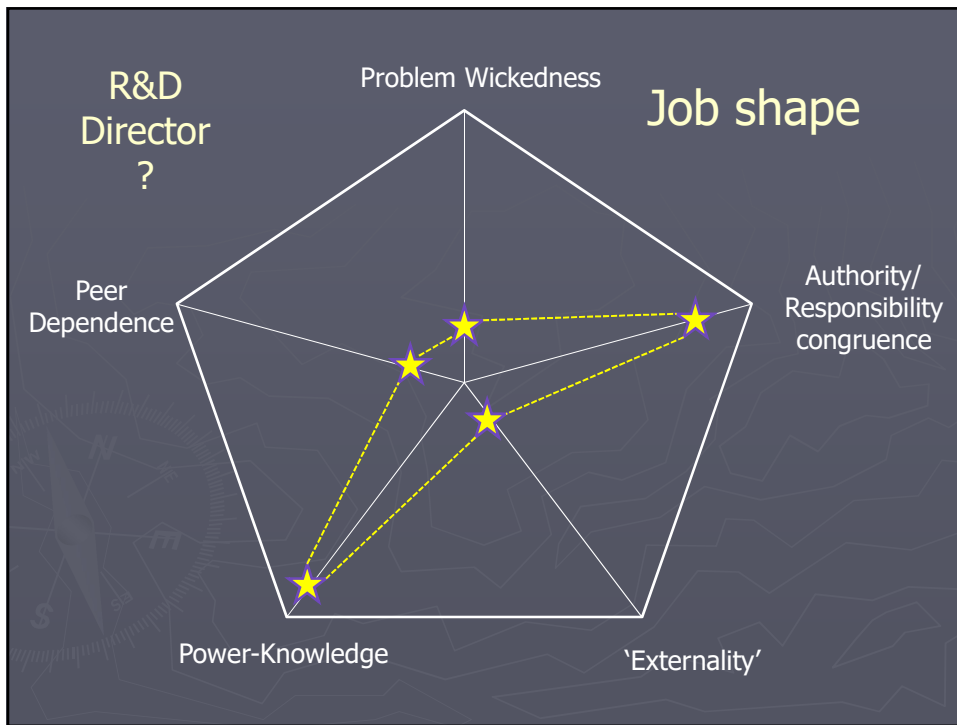 R&D
Director
?
Problem Wickedness
Job shape
Authority/
Responsibility
congruence
Peer
Dependence
Power-Knowledge
‘Externality’
N
E
S